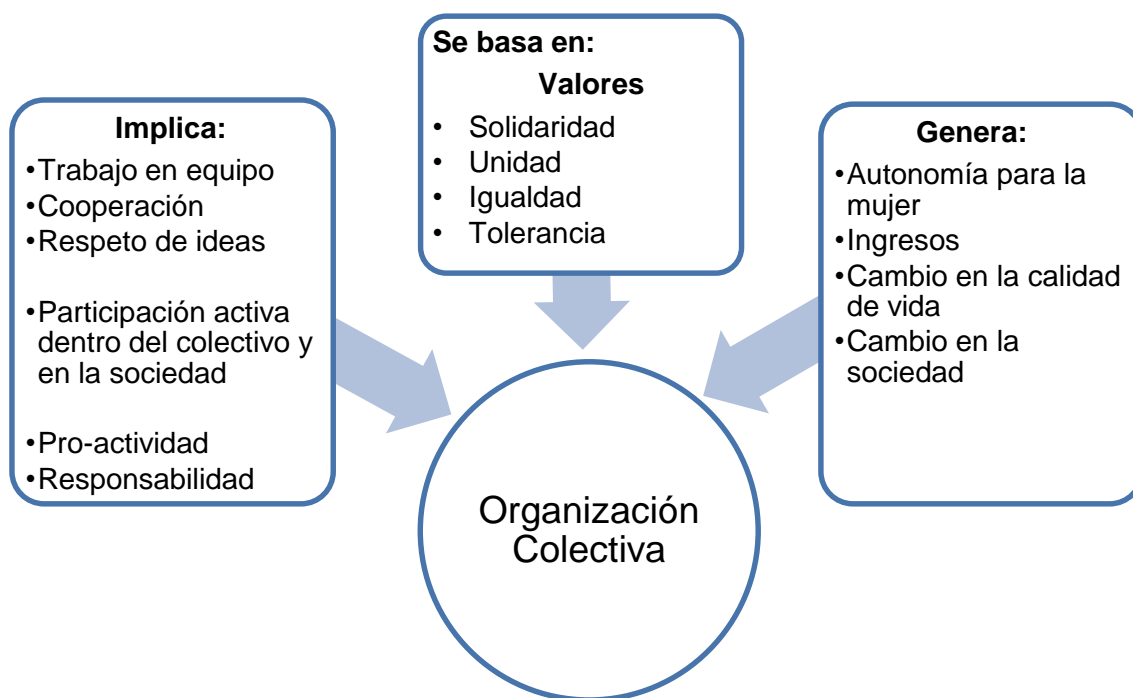 Implica:
•Trabajo en equipo
•Cooperación
•Respeto de ideas
•Participación activa
dentro del colectivo y
en la sociedad
•Pro-actividad
•Responsabilidad
Se basa en:
Valores
• Solidaridad
• Unidad
• Igualdad
• Tolerancia
Genera:
•Autonomía para la
mujer
•Ingresos
•Cambio en la calidad
de vida
•Cambio en la
sociedad
Organización
Colectiva